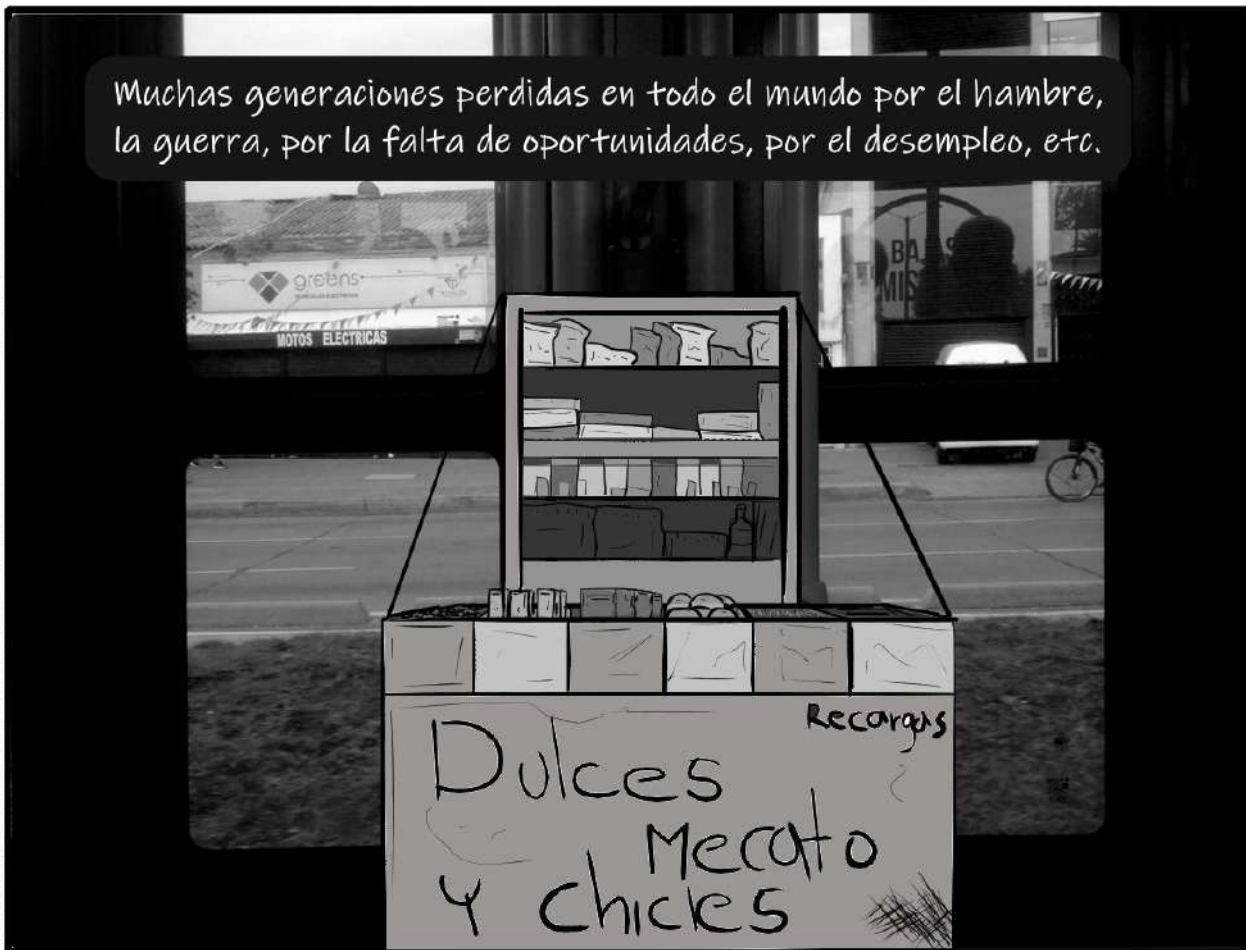 Muchas generaciones perdidas en todo el mundo por el hambre,
la guerra, por la falta de oportunidades, por el desempleo, etc.
greens
MOTOS ELECTRICAS
Recargas
Dulces
Mecato
y chicles